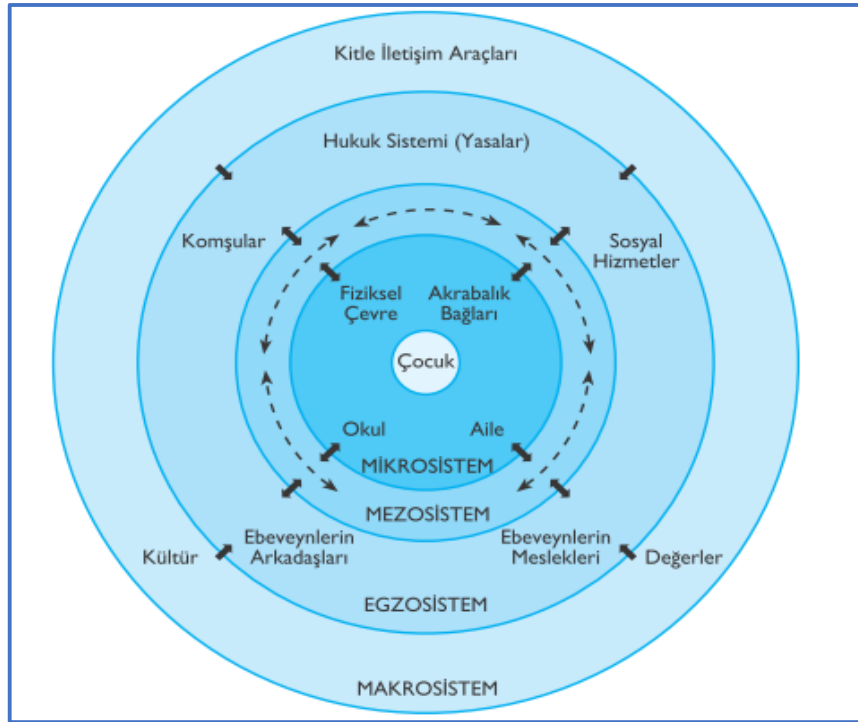 Kitle İletişim Araçları
Hukuk Sistemi (Yasalar)
Komşular
Sosyal
Hizmetler
Fiziksel
Çevre
Akrabalık
Bağları
Çocuk
Okul
Aile
MİKROSİSTEM
MEZOSİSTEM
Ebeveynlerin
Arkadaşları
Ebeveynlerin
Meslekleri
Kültür
Değerler
EGZOSİSTEM
MAKROSİSTEM